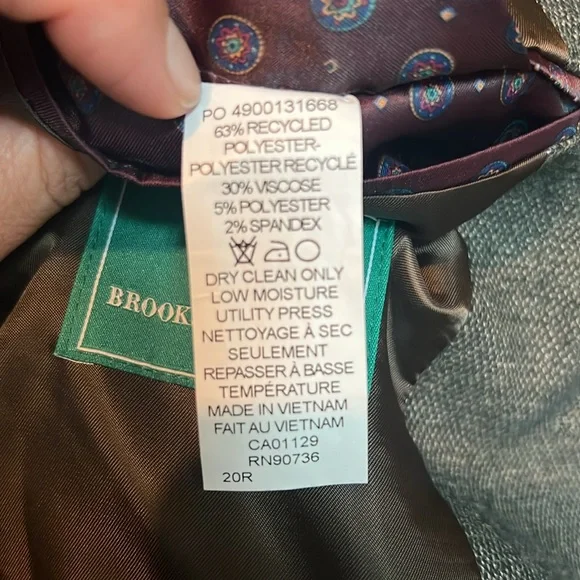 PO 4900131668
63% RECYCLED
POLYESTER-
POLYESTER RECYCLÉ
30% VISCOSE
5% POLYESTER
2% SPANDEX
DRY CLEAN ONLY
LOW MOISTURE
UTILITY PRESS
NETTOYAGE À SEC
SEULEMENT
REPASSER À BASSE
TEMPÉRATURE
MADE IN VIETNAM
FAIT AU VIETNAM
CA01129
RN90736
20R
BROOK